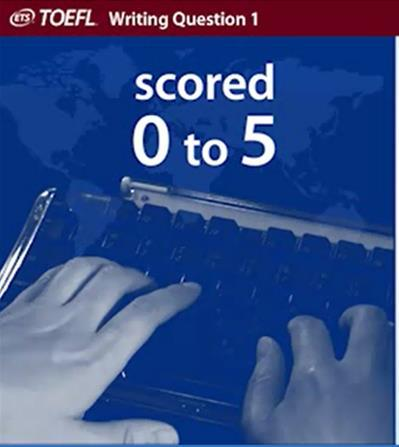 ETS TOEFL Writing Question 1
scored
0 to 5